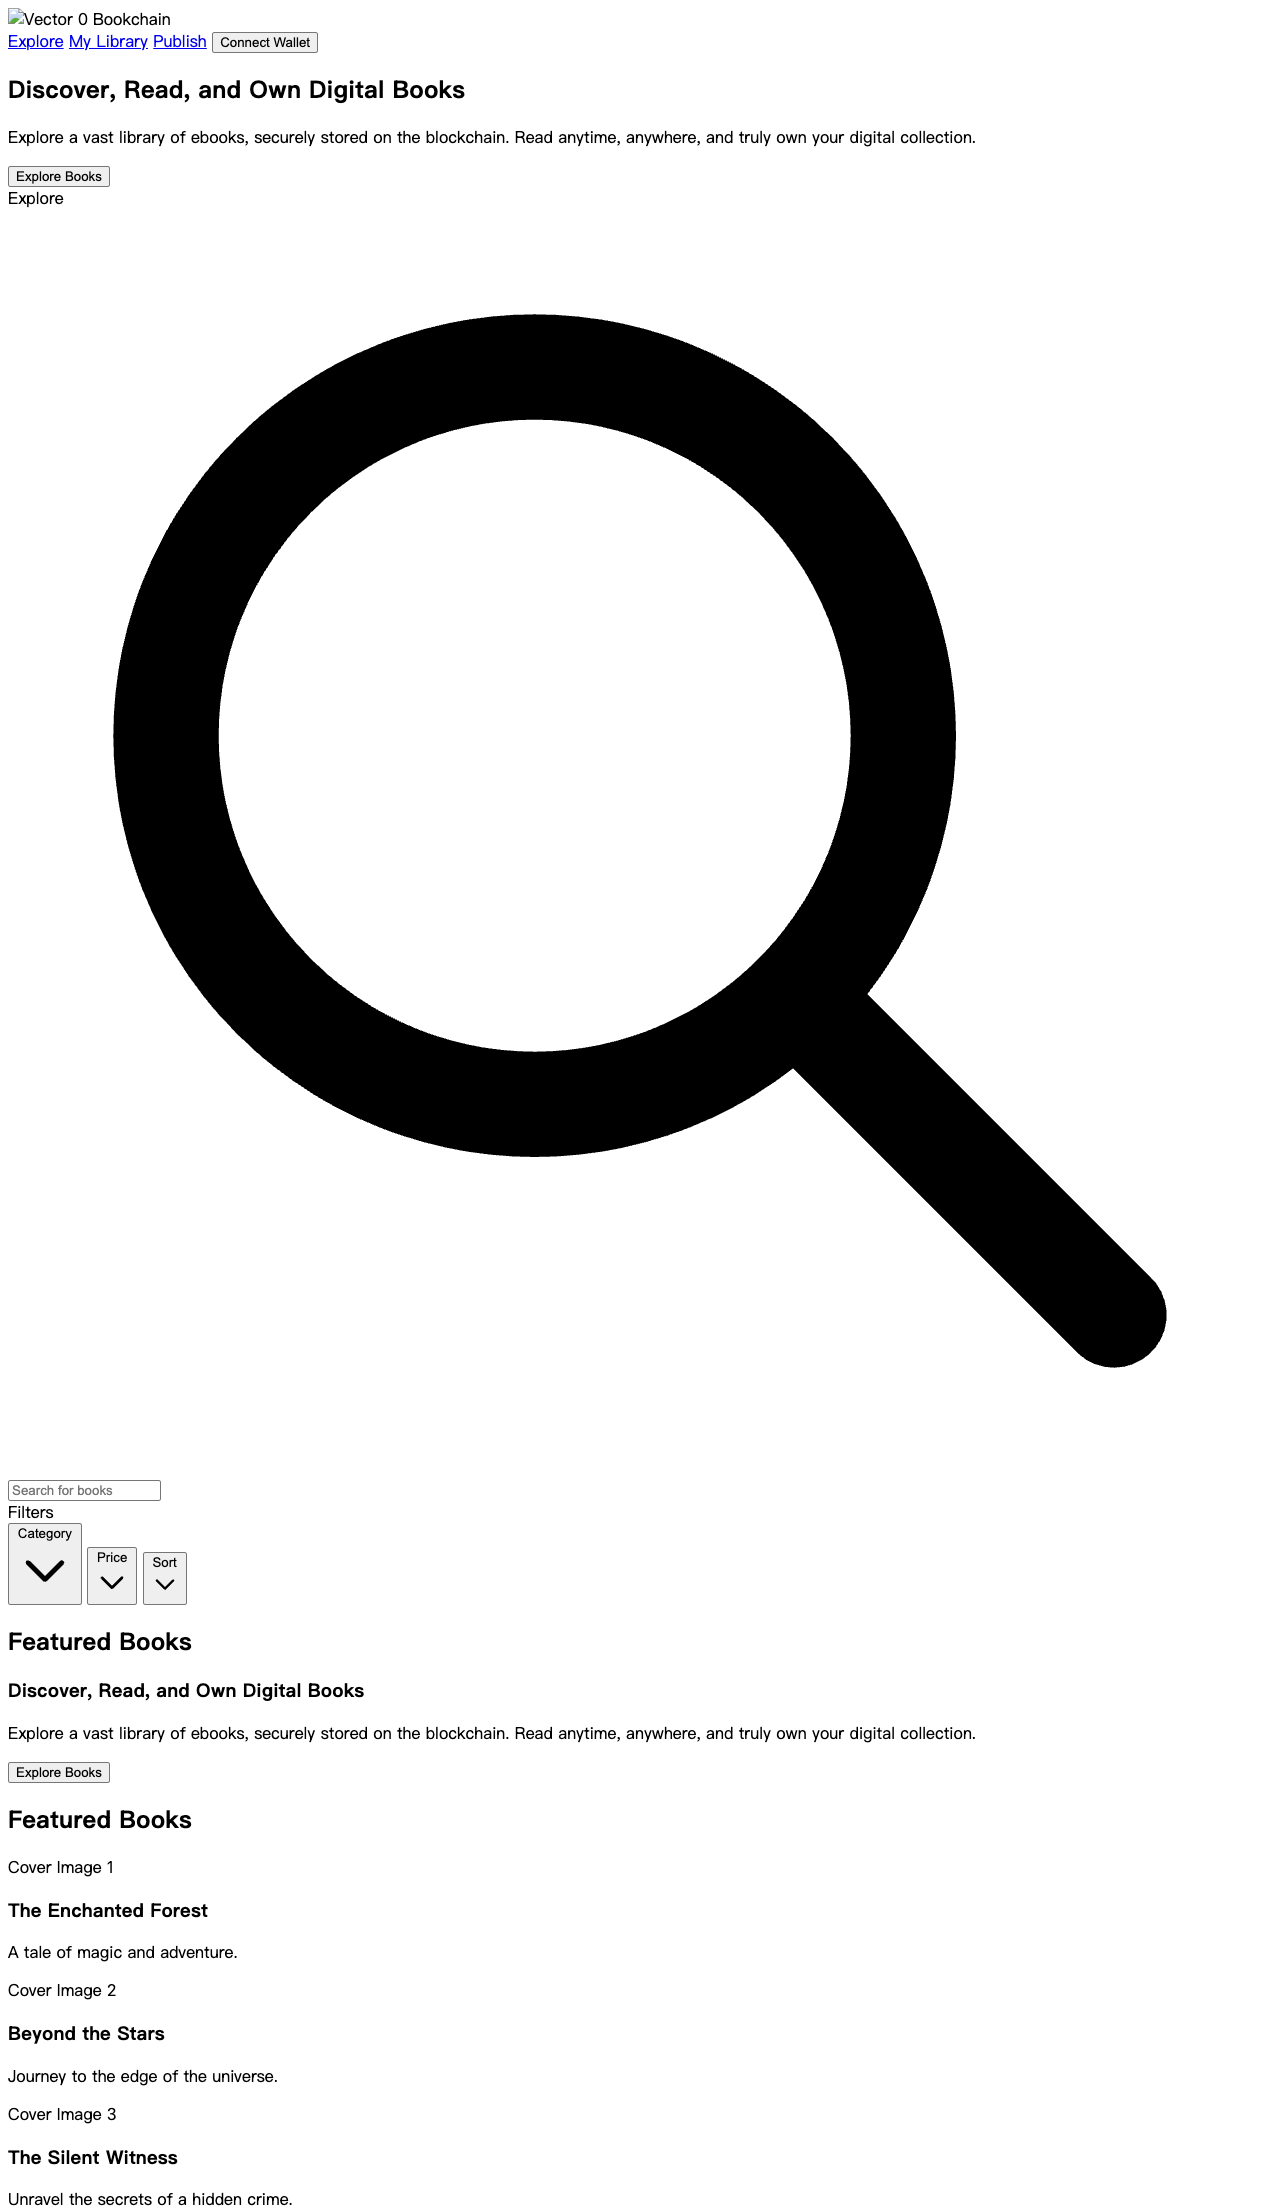 Vector 0 Bookchain
Explore My Library Publish Connect Wallet
Discover, Read, and Own Digital Books
Explore a vast library of ebooks, securely stored on the blockchain. Read anytime, anywhere, and truly own your digital collection.
Explore Books
Explore
Search for books
Filters
Category Price Sort
Featured Books
Discover, Read, and Own Digital Books
Explore a vast library of ebooks, securely stored on the blockchain. Read anytime, anywhere, and truly own your digital collection.
Explore Books
Featured Books
Cover Image 1
The Enchanted Forest
A tale of magic and adventure.
Cover Image 2
Beyond the Stars
Journey to the edge of the universe.
Cover Image 3
The Silent Witness
Unravel the secrets of a hidden crime.